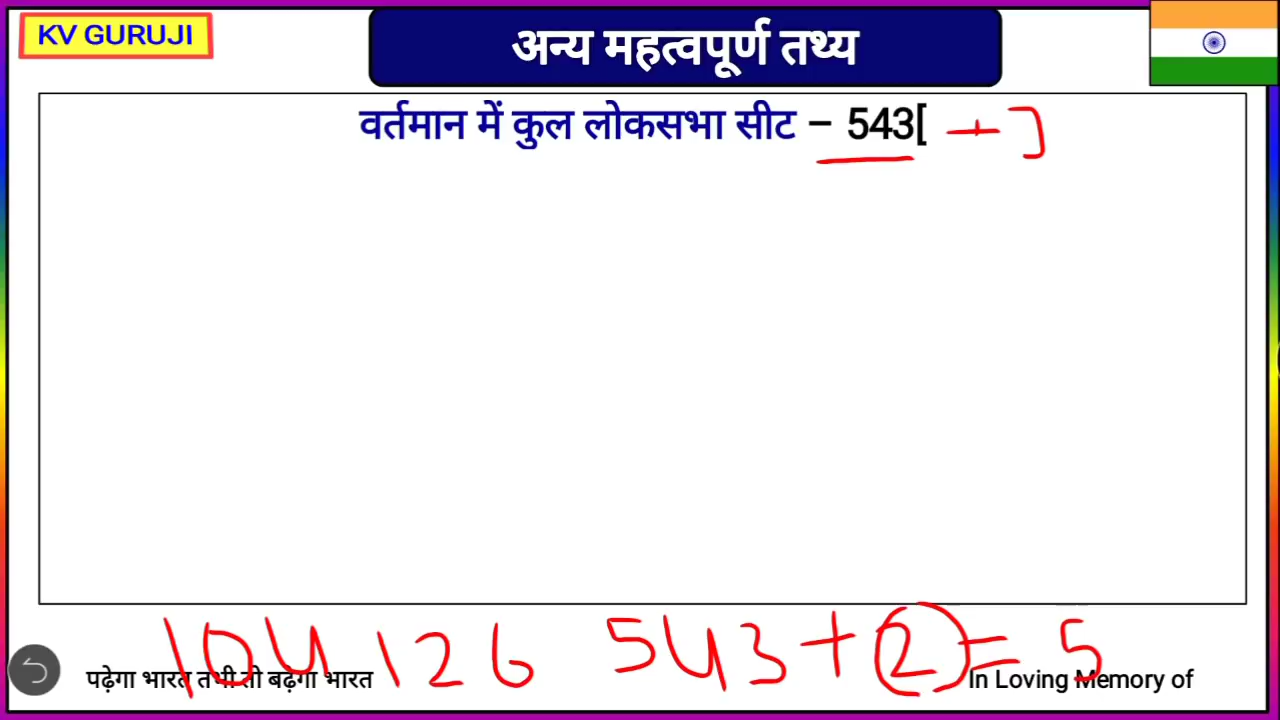 KV GURUJI
अन्य महत्वपूर्ण तथ्य
वर्तमान में कुल लोकसभा सीट – 543[ + ]
104 126 543+2=5
पढ़ेगा भारत तभी तो बढ़ेगा भारत
In Loving Memory of